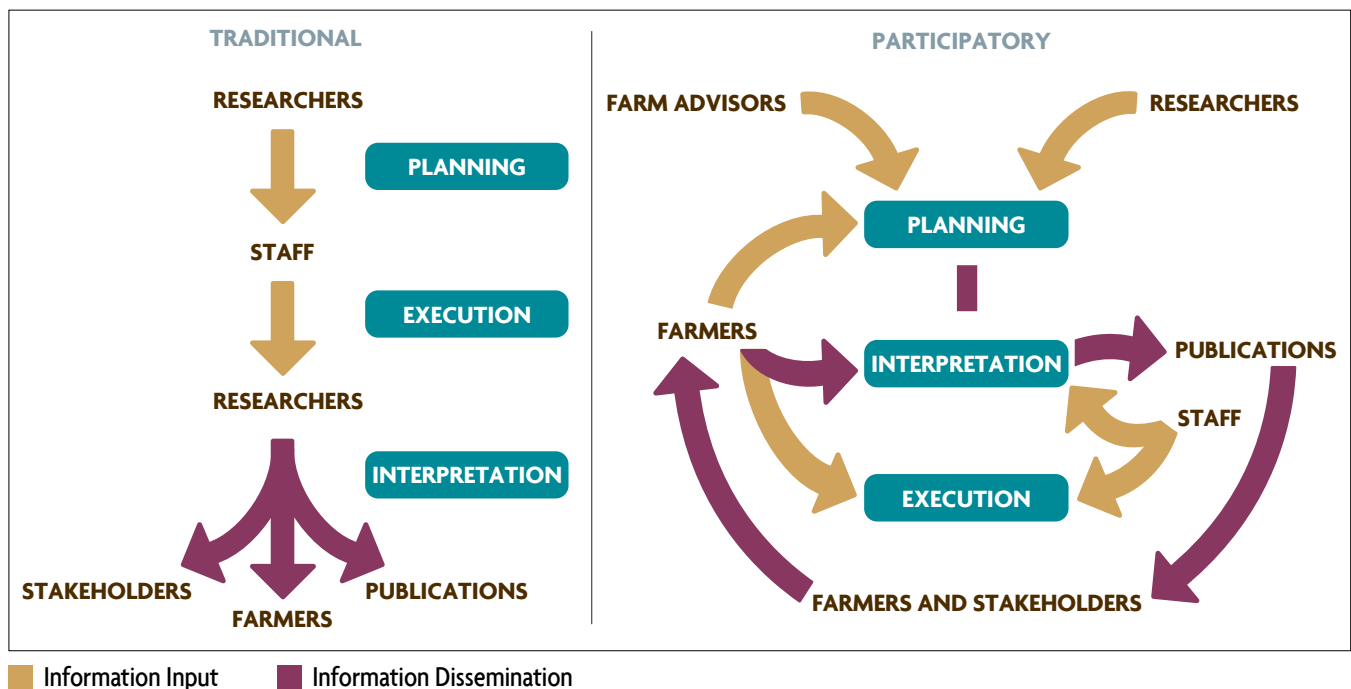 TRADITIONAL
RESEARCHERS
PLANNING
STAFF
EXECUTION
RESEARCHERS
INTERPRETATION
STAKEHOLDERS
FARMERS
PUBLICATIONS
PARTICIPATORY
FARM ADVISORS
RESEARCHERS
PLANNING
FARMERS
INTERPRETATION
PUBLICATIONS
STAFF
EXECUTION
FARMERS AND STAKEHOLDERS
Information Input
Information Dissemination